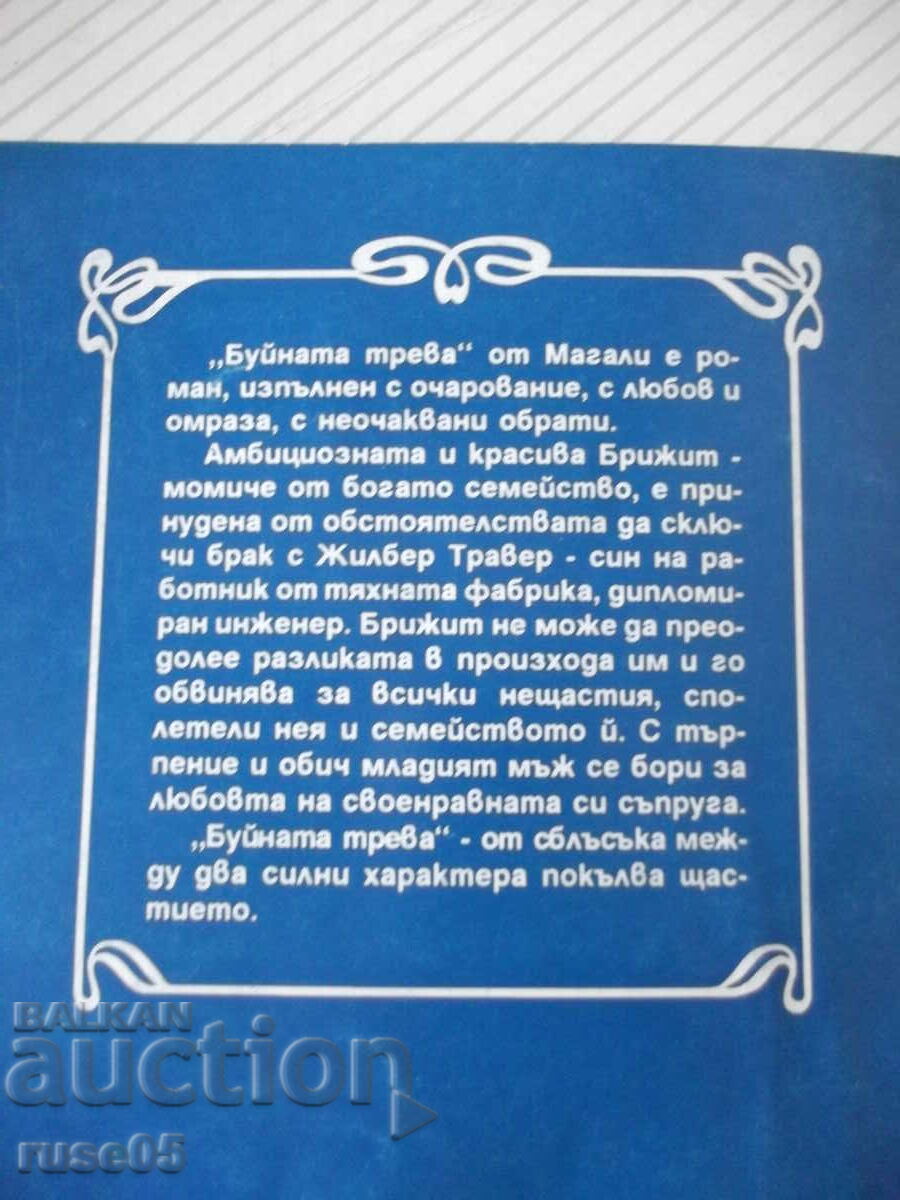 „Буйната трева“ от Магали е ро-
ман, изпълнен с очарование, с любов и
омраза, с неочаквани обрати.
Амбициозната и красива Брижит -
момиче от богато семейство, е при-
нудена от обстоятелствата да склю-
чи брак с Жилбер Травер - син на ра-
ботник от тяхната фабрика, дипломи-
ран инженер. Брижит не може да прео-
долее разликата в произхода им и го
обвинява за всички нещастия, спо-
летели нея и семейството й. С тър-
пение и обич младият мъж се бори за
любовта на своенравната си съпруга.
„Буйната трева“ - от сблъсъка меж-
ду два силни характера покълва щас-
тието.
BALKAN
auction
ruse05